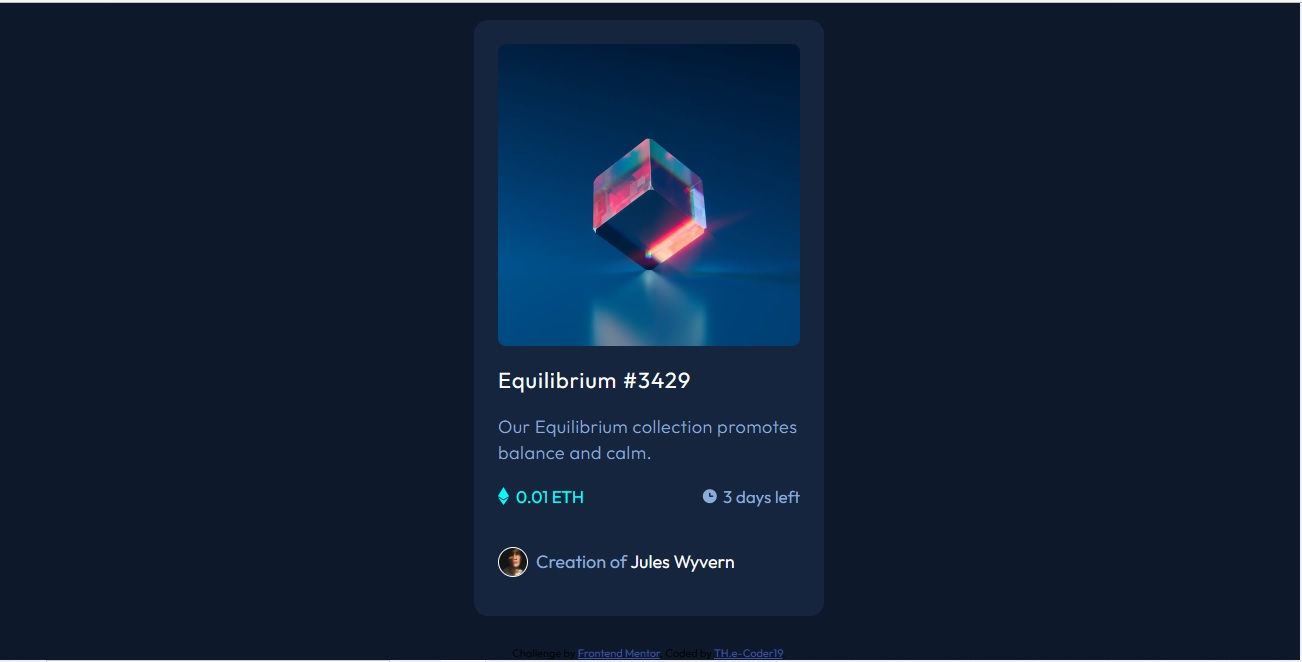 Equilibrium #3429
Our Equilibrium collection promotes
balance and calm.
0.01 ETH
3 days left
Creation of Jules Wyvern
Challenge by Frontend Mentor. Coded by TH.e-Coder19.